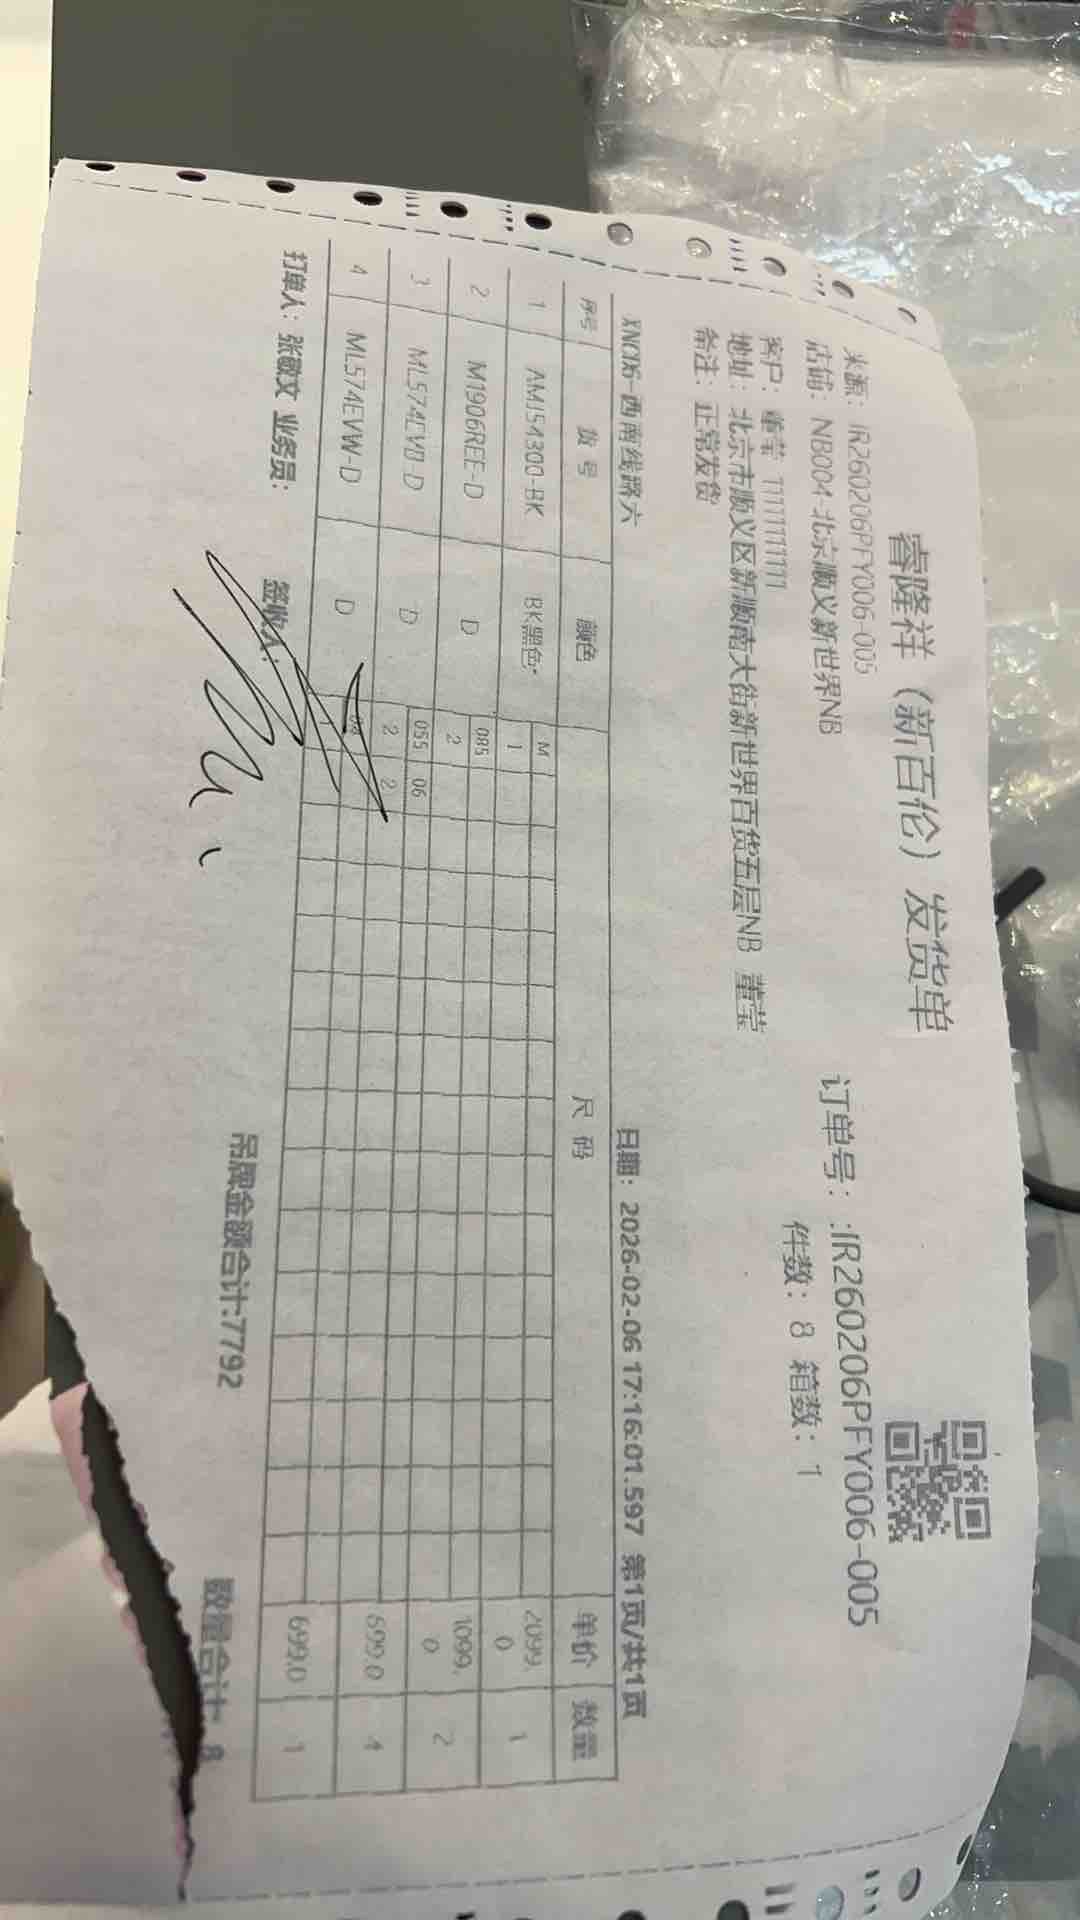 睿隆祥（新百伦）发货单
来源：IR260206PFY006-005 订单号：:IR260206PFY006-005
店铺：NB004-北京顺义新世界NB 件数：8 箱数：1
客户：董莹 11111111111
地址：北京市顺义区新顺南大街新世界百货五层NB 董莹
备注：正常发货
XNC06-西南线路六 日期：2026-02-06 17:16:01.597 第1页/共1页
序号 货号 颜色 尺码 单价 数量
M
1 AMJ54300-BK BK黑色* 1 2099.0 1
085
2 M1906REE-D D 2 1099.0 2
055 06
3 ML574EVB-D D 2 2 699.0 4
4 ML574EVW-D D 699.0 1
打单人：张敬文 业务员： 签收人： 吊牌金额合计:7792 数量合计 8